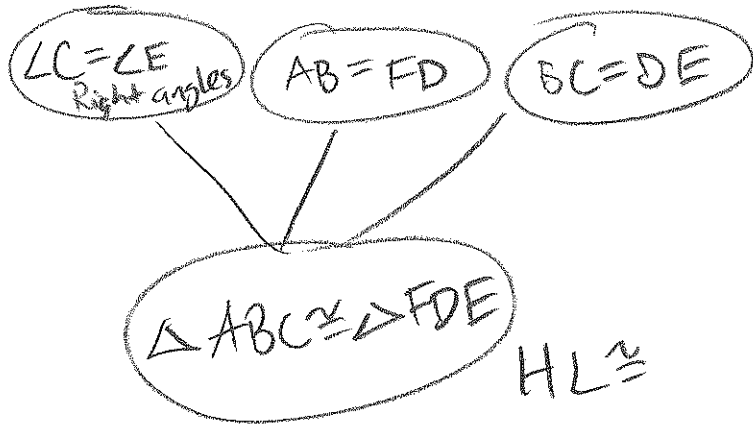 ∠C=∠E
Right angles
AB = FD
BC = DE
△ABC≅△FDE
HL≅